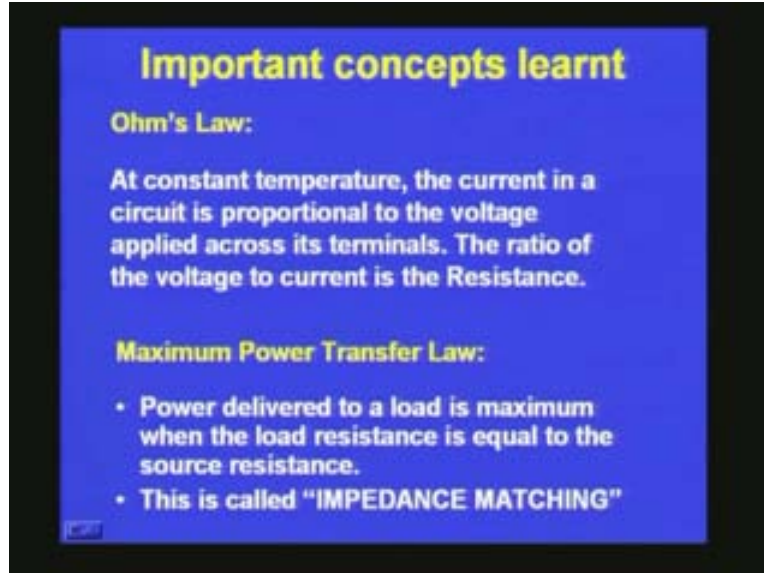 Important concepts learnt
Ohm's Law:
At constant temperature, the current in a
circuit is proportional to the voltage
applied across its terminals. The ratio of
the voltage to current is the Resistance.
Maximum Power Transfer Law:
• Power delivered to a load is maximum
when the load resistance is equal to the
source resistance.
• This is called “IMPEDANCE MATCHING”